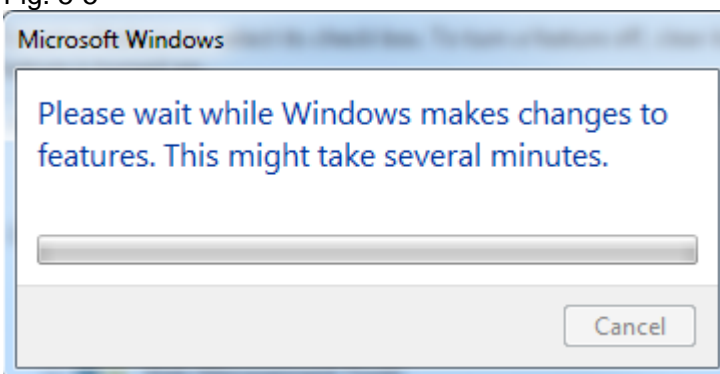 Microsoft Windows
Please wait while Windows makes changes to
features. This might take several minutes.
Cancel